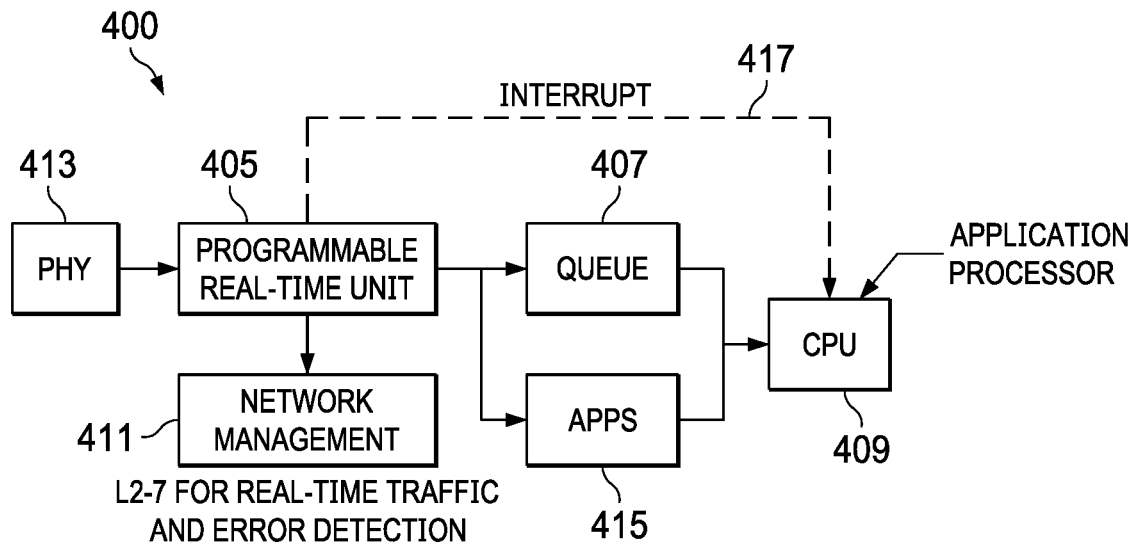 400
INTERRUPT
417
413
405
407
PHY
PROGRAMMABLE
REAL-TIME UNIT
QUEUE
APPLICATION
PROCESSOR
CPU
NETWORK
MANAGEMENT
411
APPS
409
L2-7 FOR REAL-TIME TRAFFIC
AND ERROR DETECTION
415